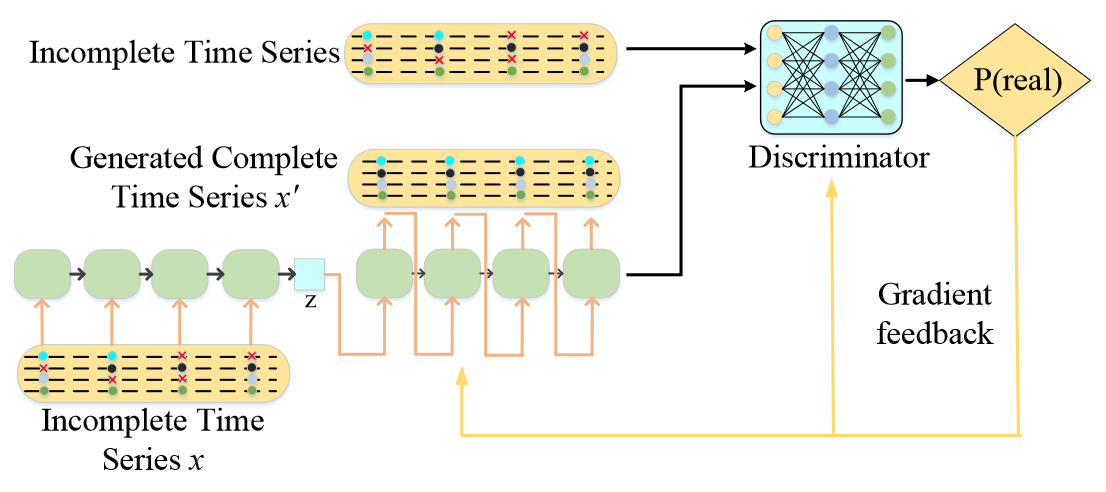 Incomplete Time Series
P(real)
Discriminator
Generated Complete
Time Series x′
z
Gradient
feedback
Incomplete Time
Series x